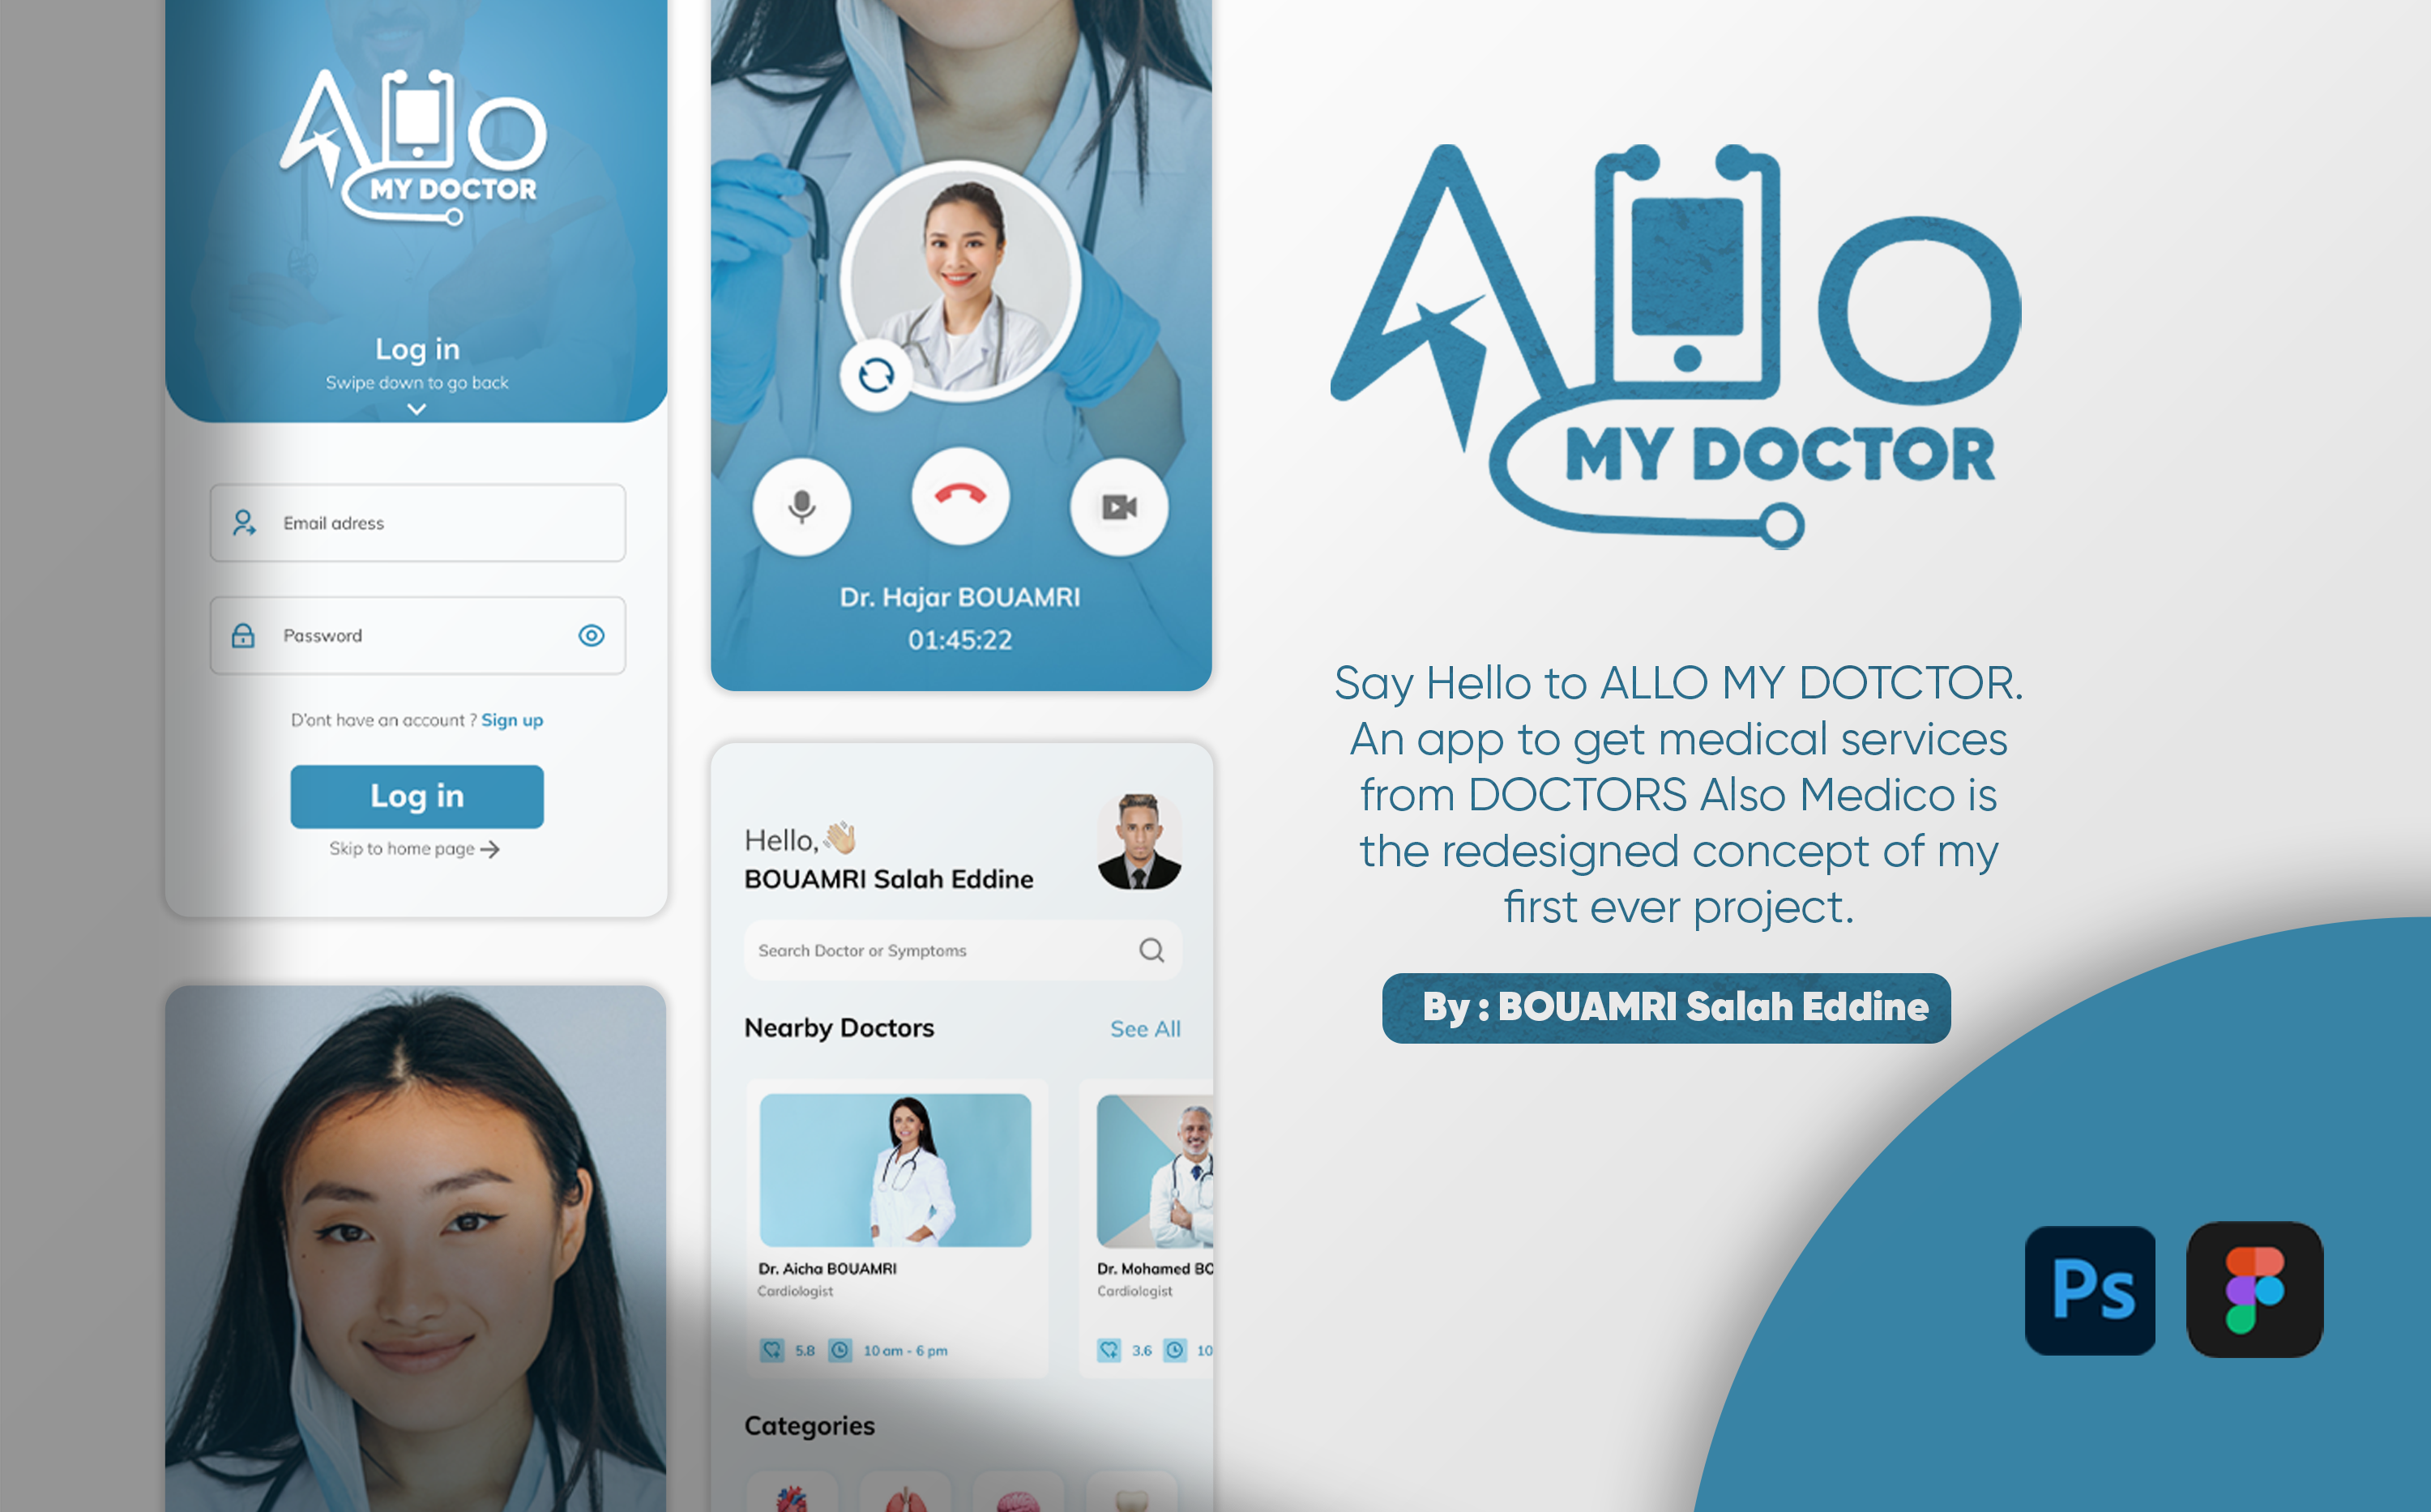 ALLO
MY DOCTOR
Log in
Swipe down to go back
Email adress
Password
D'ont have an account ? Sign up
Log in
Skip to home page
Dr. Hajar BOUAMRI
01:45:22
Hello,
BOUAMRI Salah Eddine
Search Doctor or Symptoms
Nearby Doctors
See All
Dr. Aicha BOUAMRI
Cardiologist
5.8
10 am - 6 pm
Dr. Mohamed BO
Cardiologist
3.6
10
Categories
ALLO
MY DOCTOR
Say Hello to ALLO MY DOTCTOR.
An app to get medical services
from DOCTORS Also Medico is
the redesigned concept of my
first ever project.
By : BOUAMRI Salah Eddine
Ps